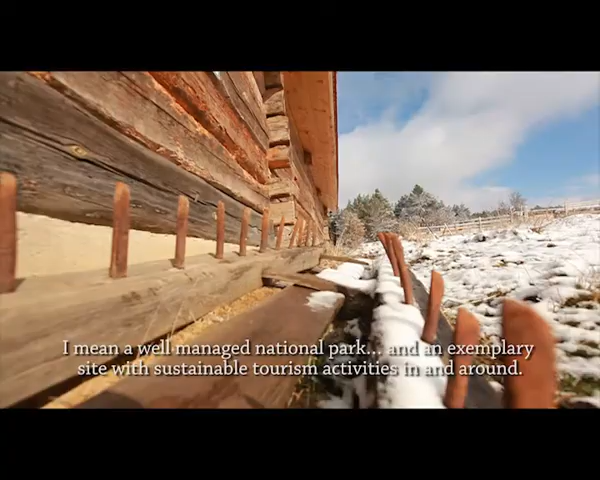 I mean a well managed national park... and an exemplary
site with sustainable tourism activities in and around.